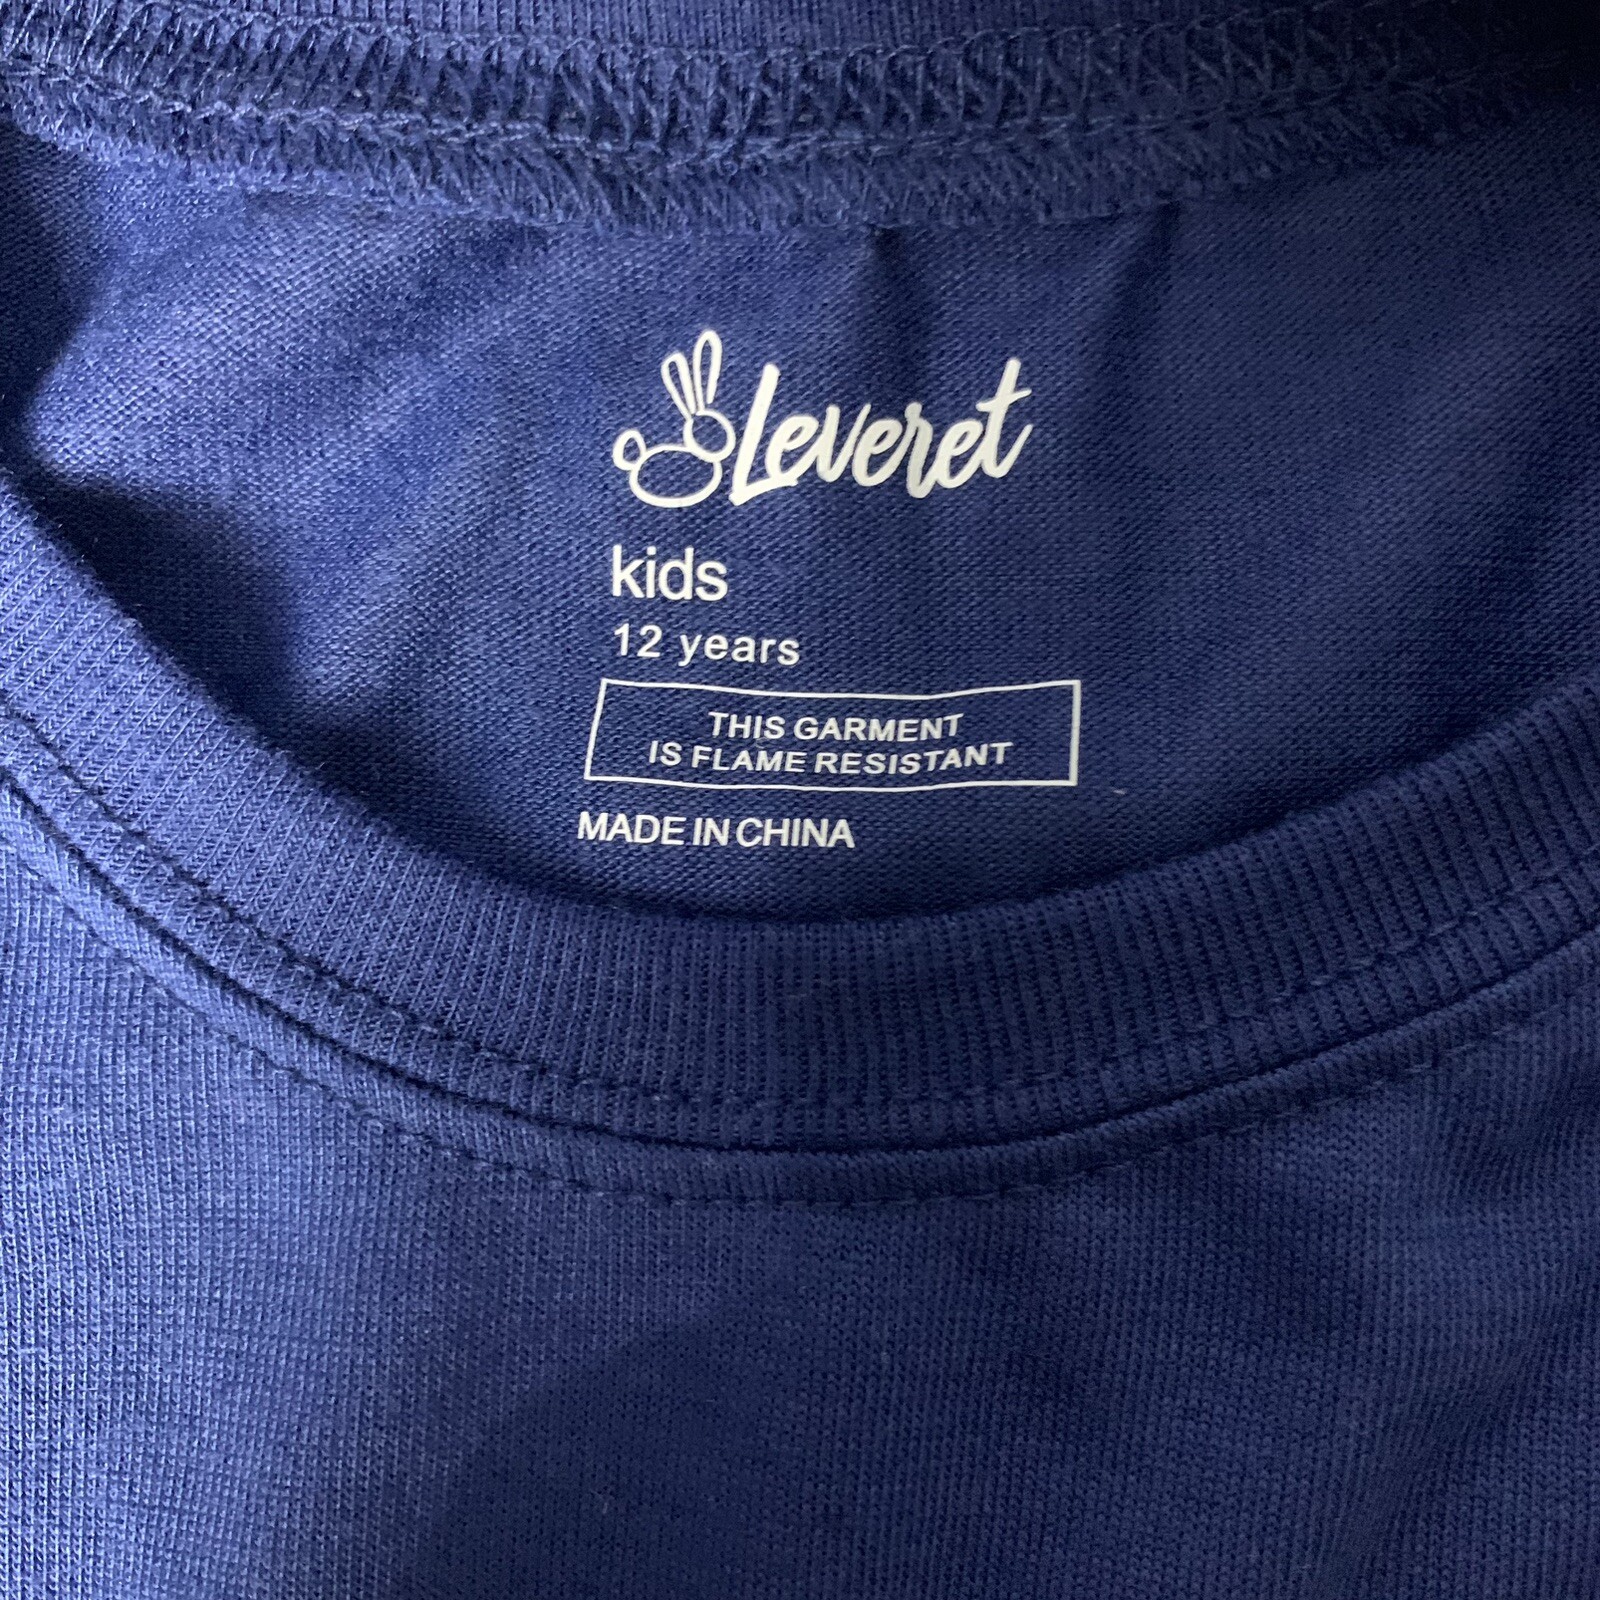 Leveret
kids
12 years
THIS GARMENT
IS FLAME RESISTANT
MADE IN CHINA